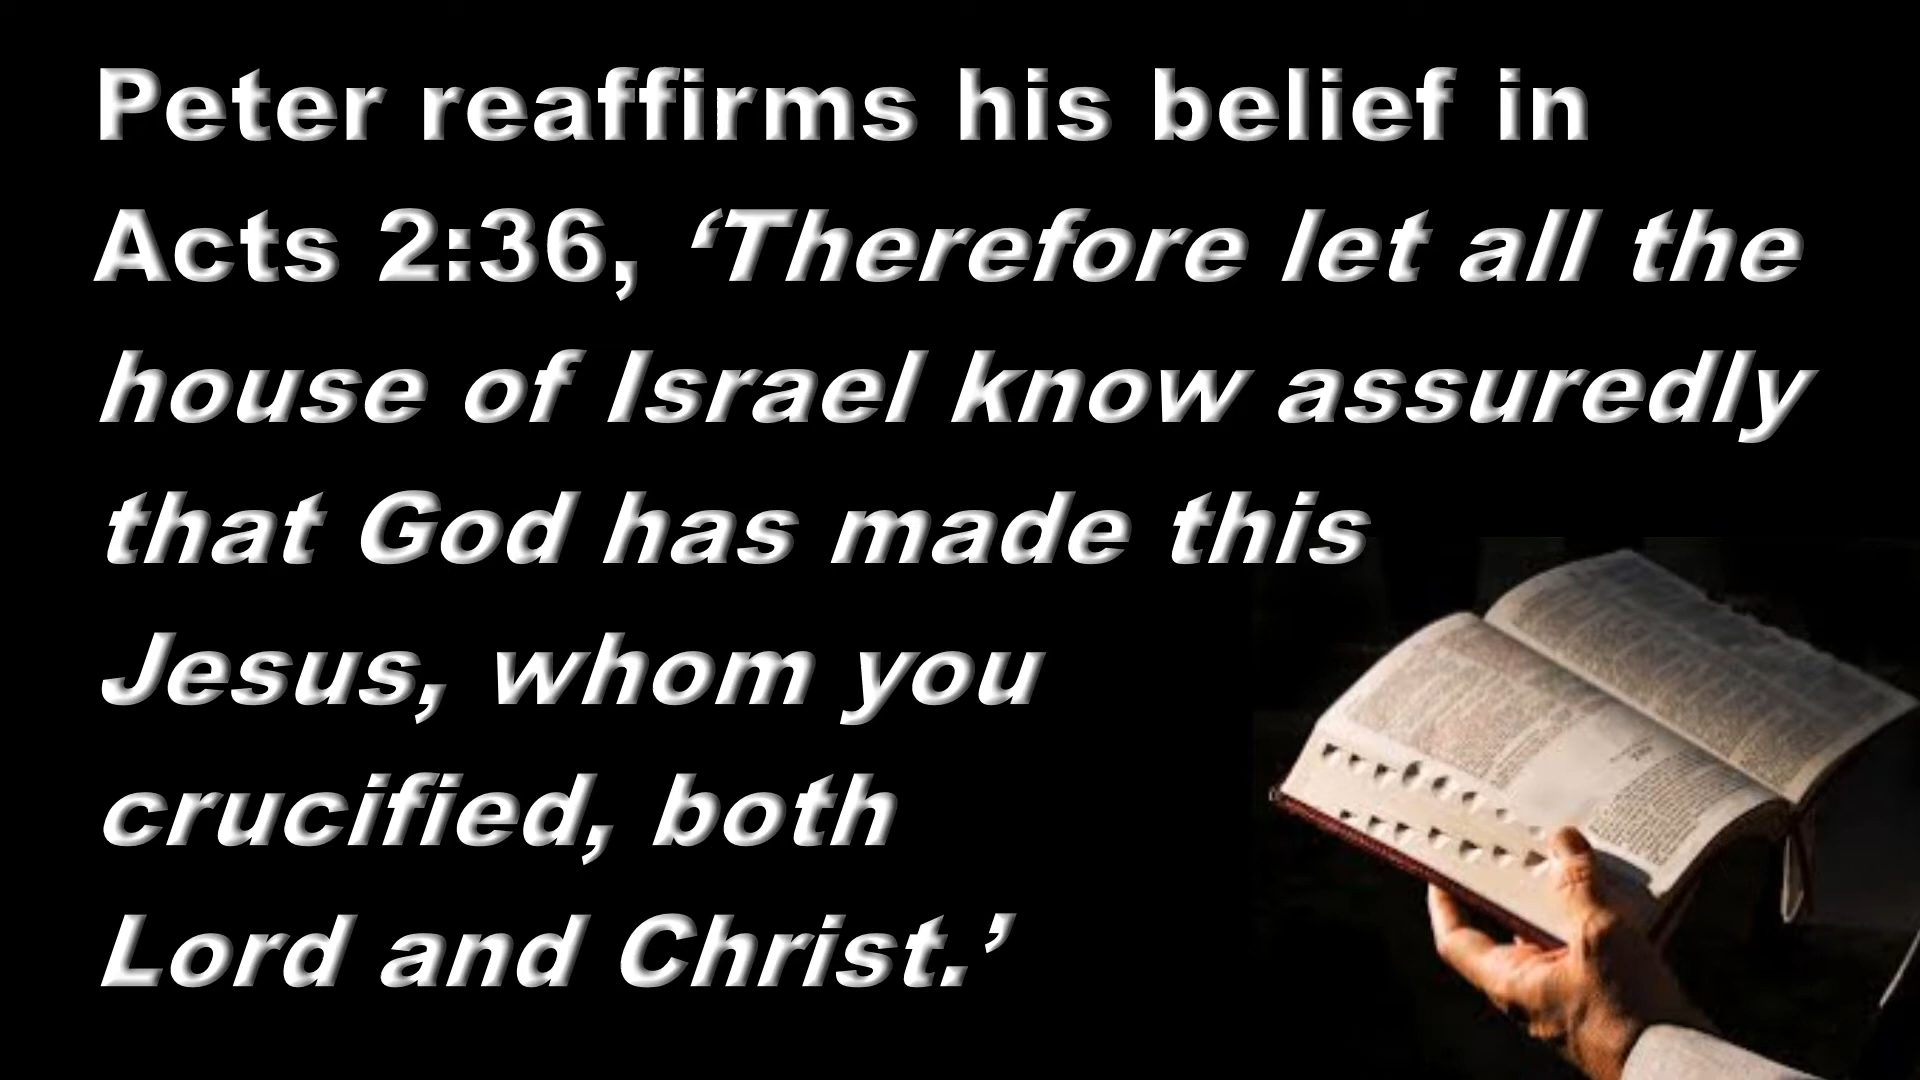 Peter reaffirms his belief in
Acts 2:36, ‘Therefore let all the
house of Israel know assuredly
that God has made this
Jesus, whom you
crucified, both
Lord and Christ.’